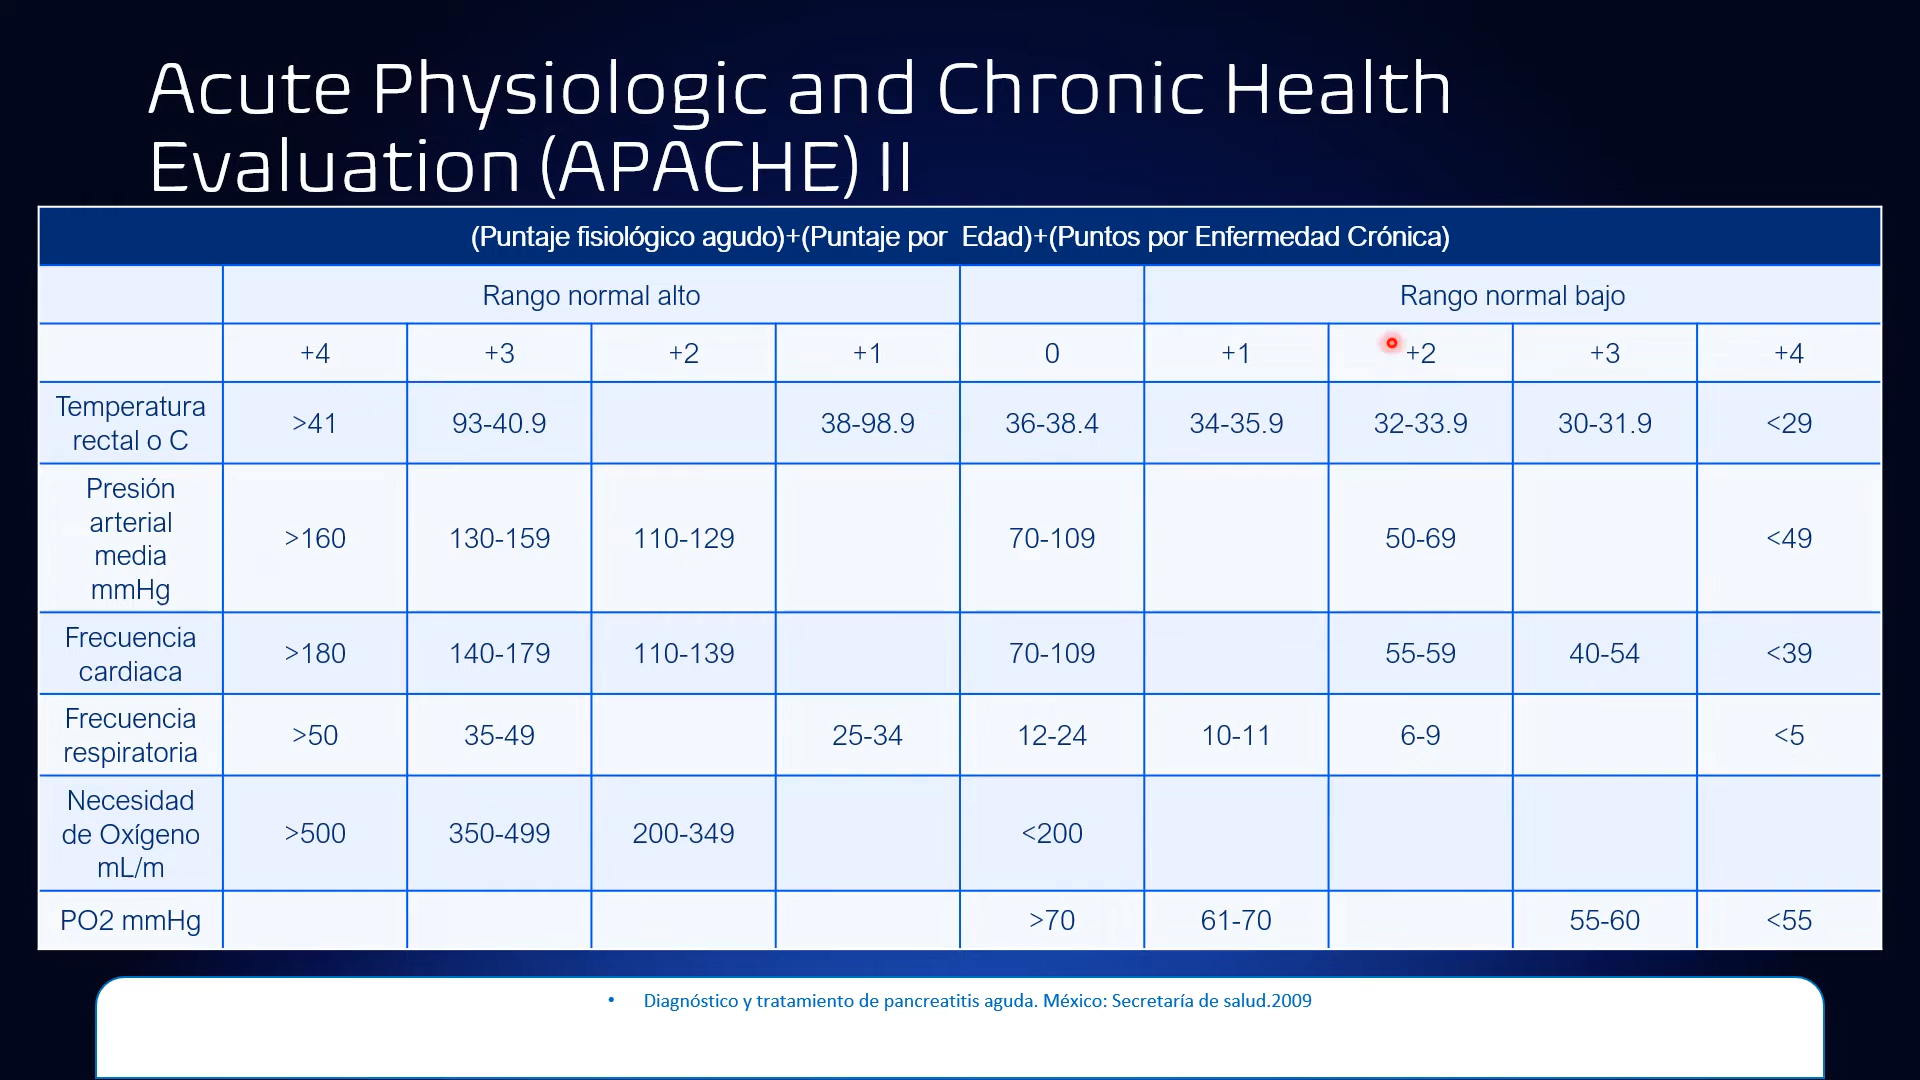 Acute Physiologic and Chronic Health
Evaluation (APACHE) II
(Puntaje fisiológico agudo)+(Puntaje por Edad)+(Puntos por Enfermedad Crónica)
Rango normal alto Rango normal bajo
+4 +3 +2 +1 0 +1 +2 +3 +4
Temperatura
rectal o C
>41 93-40.9 38-98.9 36-38.4 34-35.9 32-33.9 30-31.9 <29
Presión
arterial
media
mmHg
>160 130-159 110-129 70-109 50-69 <49
Frecuencia
cardiaca
>180 140-179 110-139 70-109 55-59 40-54 <39
Frecuencia
respiratoria
>50 35-49 25-34 12-24 10-11 6-9 <5
Necesidad
de Oxígeno
mL/m
>500 350-499 200-349 <200
PO2 mmHg >70 61-70 55-60 <55
• Diagnóstico y tratamiento de pancreatitis aguda. México: Secretaría de salud.2009